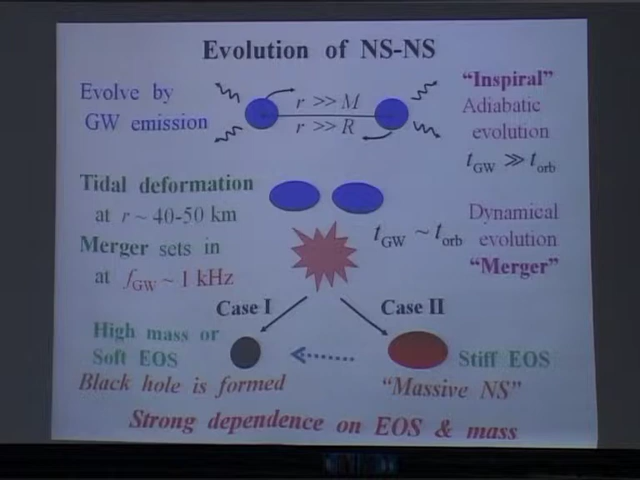 Evolution of NS-NS
Evolve by
GW emission
r >> M
r >> R
"Inspiral"
Adiabatic
evolution
t_GW >> t_orb
Tidal deformation
at r ~ 40-50 km
Merger sets in
at f_GW ~ 1 kHz
t_GW ~ t_orb
Dynamical
evolution
"Merger"
Case I
Case II
High mass or
Soft EOS
Black hole is formed
Stiff EOS
"Massive NS"
Strong dependence on EOS & mass